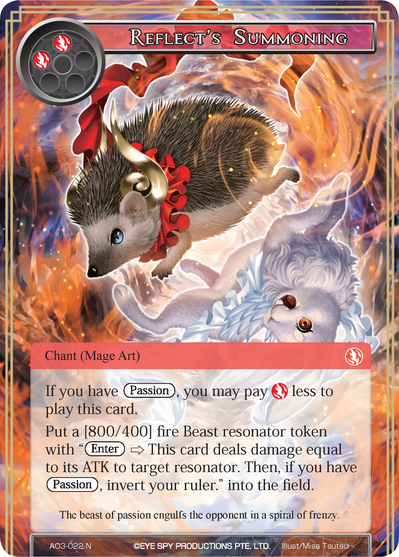 Reflect's Summoning
Chant (Mage Art)
If you have Passion, you may pay less to
play this card.
Put a [800/400] fire Beast resonator token
with “Enter ⇨ This card deals damage equal
to its ATK to target resonator. Then, if you have
Passion, invert your ruler.” into the field.
The beast of passion engulfs the opponent in a spiral of frenzy.
AO3-022 N ©EYE SPY PRODUCTIONS PTE. LTD. Illust/Misa Tsutsui